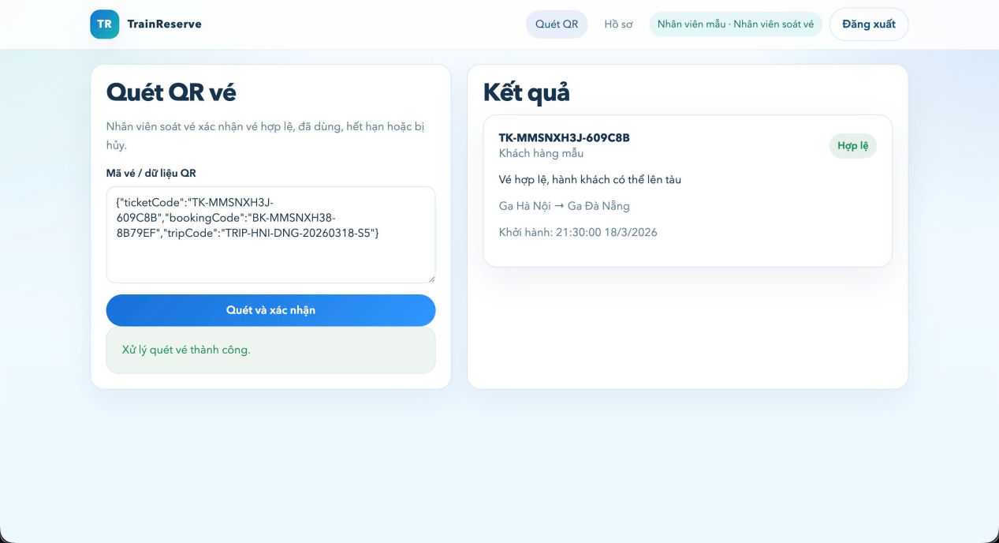 TR
TrainReserve
Quét QR
Hồ sơ
Nhân viên mẫu · Nhân viên soát vé
Đăng xuất
Quét QR vé
Nhân viên soát vé xác nhận vé hợp lệ, đã dùng, hết hạn hoặc bị
hủy.
Mã vé / dữ liệu QR
{"ticketCode":"TK-MMSNXH3J-
609C8B","bookingCode":"BK-MMSNXH38-
8B79EF","tripCode":"TRIP-HNI-DNG-20260318-S5"}
Quét và xác nhận
Xử lý quét vé thành công.
Kết quả
TK-MMSNXH3J-609C8B
Khách hàng mẫu
Hợp lệ
Vé hợp lệ, hành khách có thể lên tàu
Ga Hà Nội → Ga Đà Nẵng
Khởi hành: 21:30:00 18/3/2026